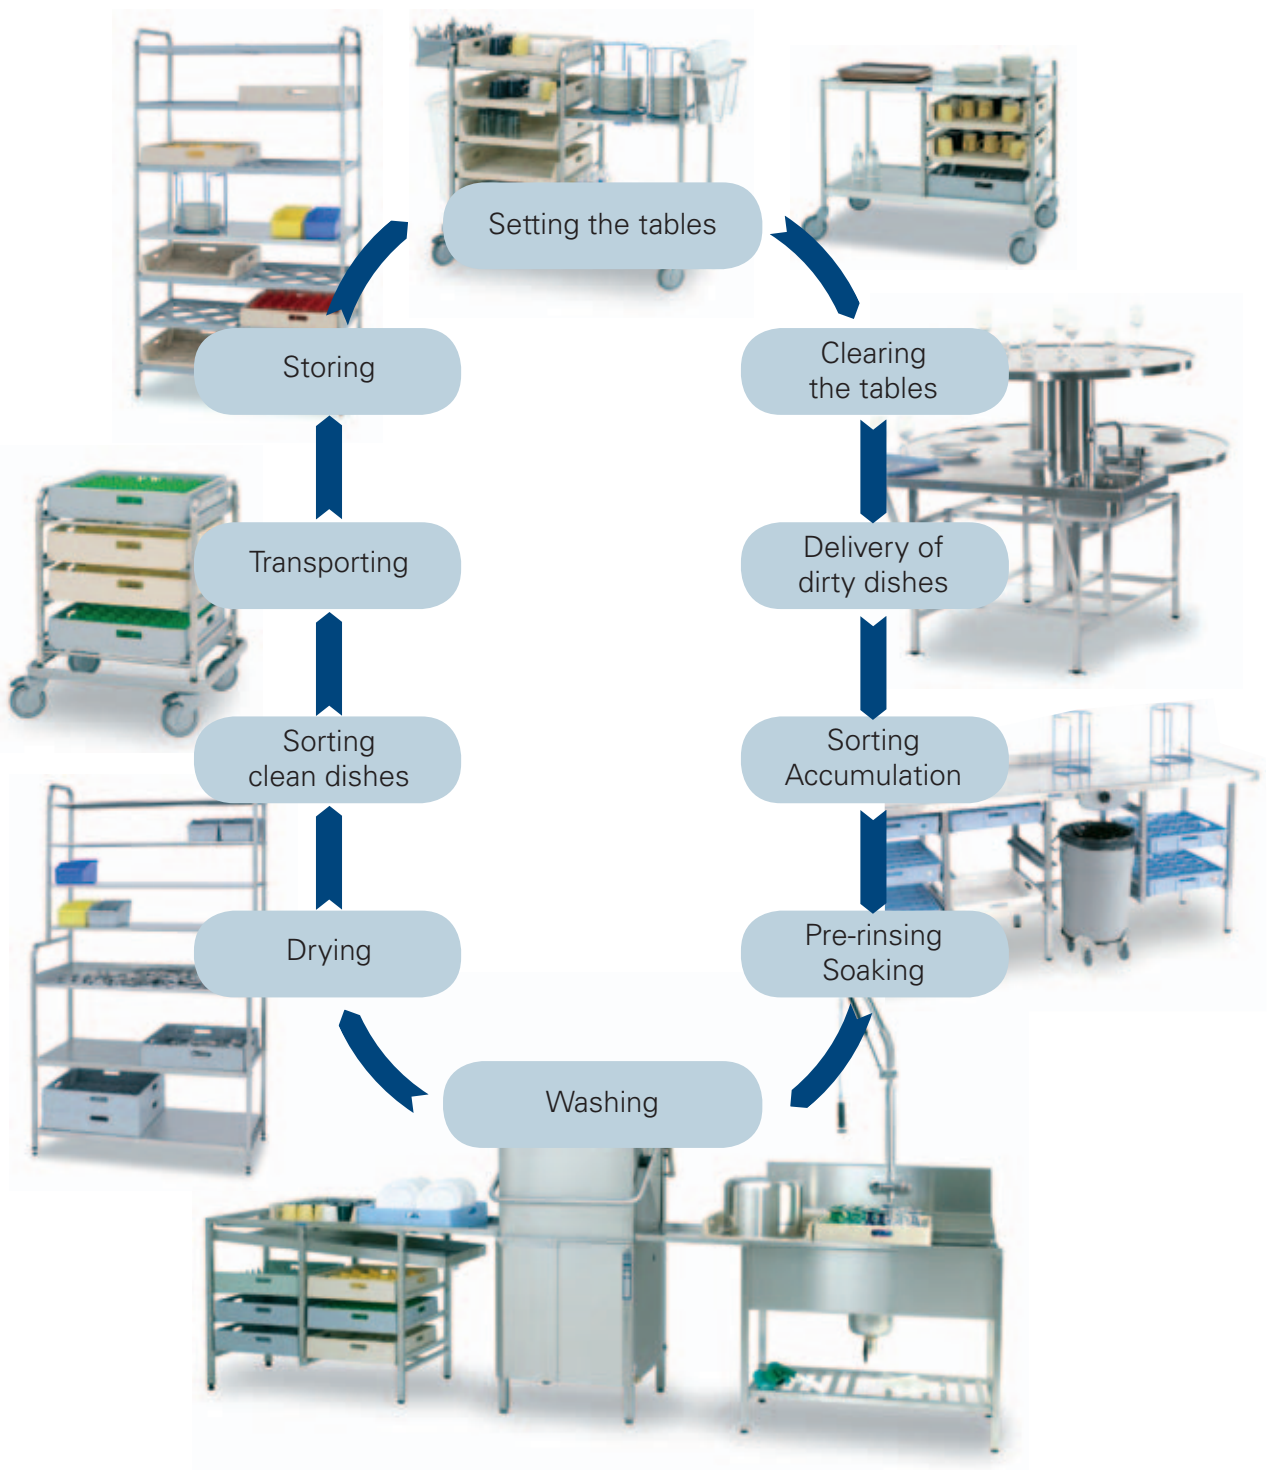 Setting the tables
Clearing
the tables
Delivery of
dirty dishes
Sorting
Accumulation
Pre-rinsing
Soaking
Washing
Drying
Sorting
clean dishes
Transporting
Storing